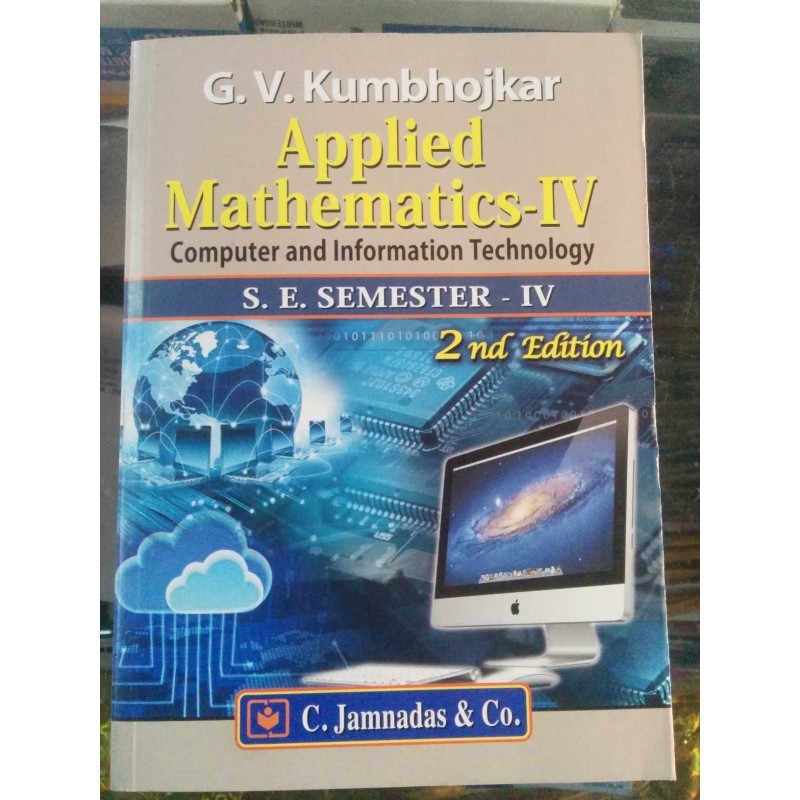 G. V. Kumbhojkar
Applied
Mathematics-IV
Computer and Information Technology
S. E. SEMESTER - IV
2nd Edition
C. Jamnadas & Co.